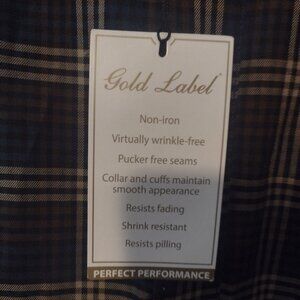 Gold Label
Non-iron
Virtually wrinkle-free
Pucker free seams
Collar and cuffs maintain
smooth appearance
Resists fading
Shrink resistant
Resists pilling
PERFECT PERFORMANCE